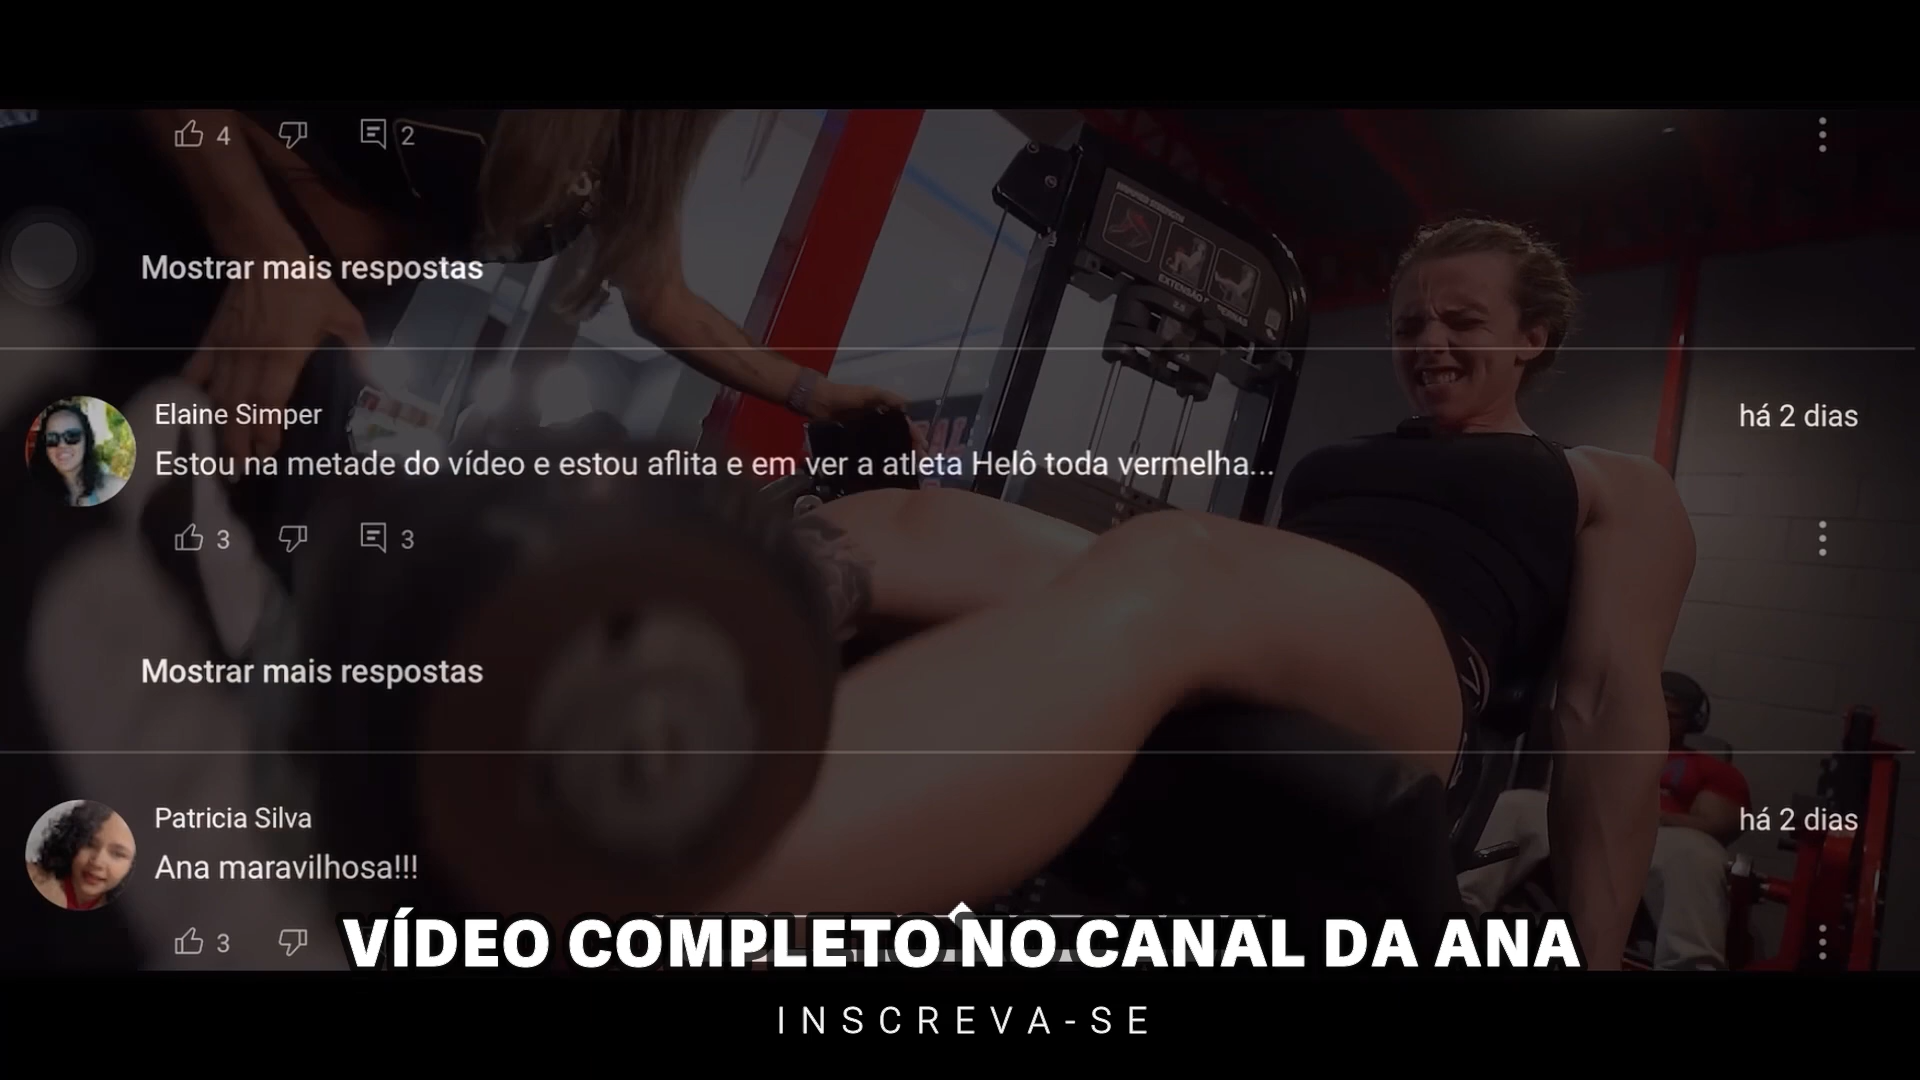 4
2
Mostrar mais respostas
EXTENSÃO
Elaine Simper
há 2 dias
Estou na metade do vídeo e estou aflita e em ver a atleta Helô toda vermelha...
3
3
Mostrar mais respostas
Patricia Silva
há 2 dias
Ana maravilhosa!!!
3
VÍDEO COMPLETO NO CANAL DA ANA
INSCREVA-SE